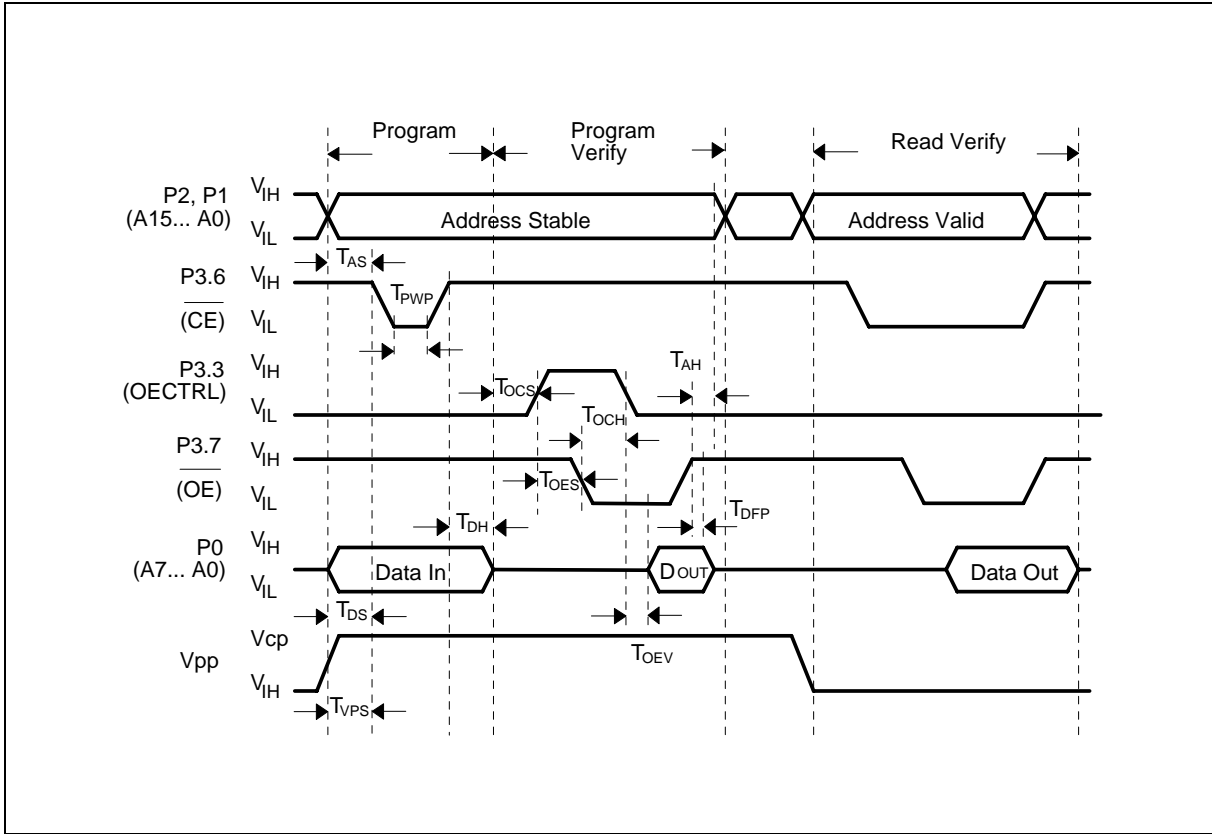 Program
Program
Verify
Read Verify
P2, P1
(A15... A0)
VIH
VIL
Address Stable
Address Valid
TAS
P3.6
(CE)
VIH
VIL
TPWP
P3.3
(OECTRL)
VIH
VIL
TOCS
TAH
TOCH
P3.7
(OE)
VIH
VIL
TOES
TDH
TDFP
P0
(A7... A0)
VIH
VIL
Data In
DOUT
Data Out
TDS
Vpp
Vcp
VIH
TOEV
TVPS